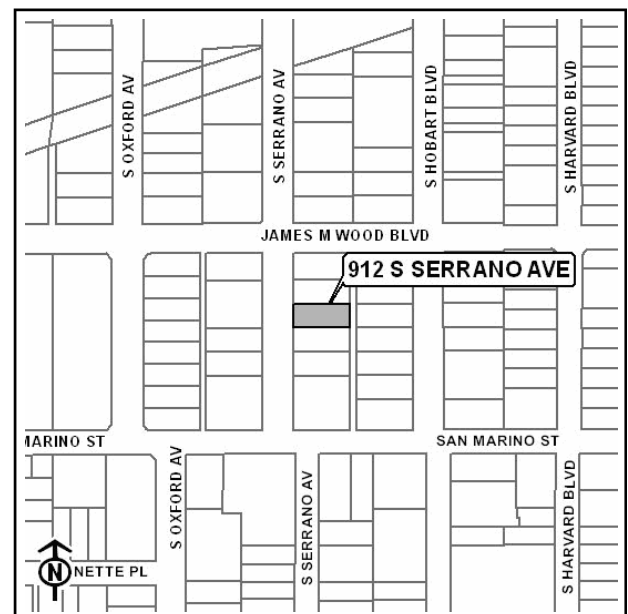 S OXFORD AV
S SERRANO AV
S HOBART BLVD
S HARVARD BLVD
JAMES M WOOD BLVD
912 S SERRANO AVE
MARINO ST
SAN MARINO ST
S OXFORD AV
S SERRANO AV
S HARVARD BLVD
N
NETTE PL